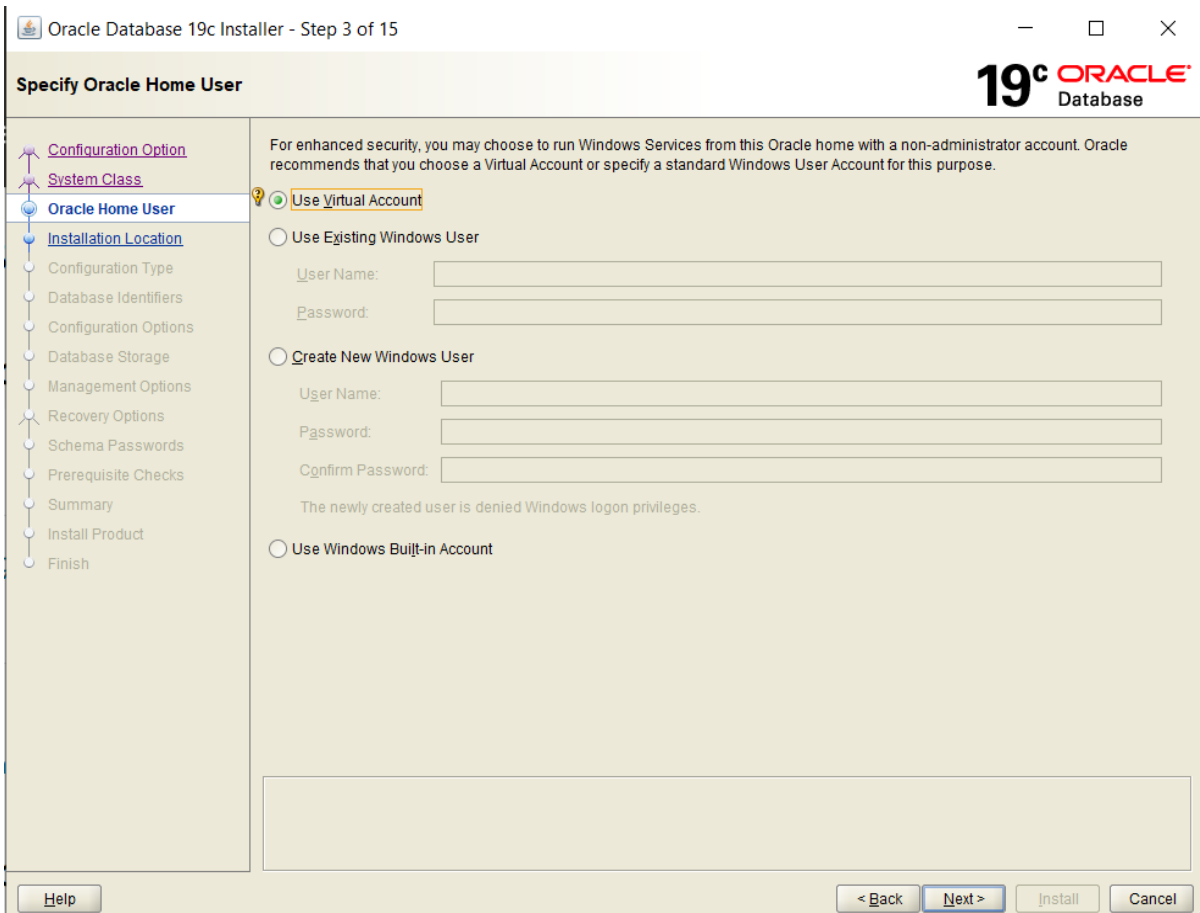 Oracle Database 19c Installer - Step 3 of 15
Specify Oracle Home User
19c ORACLE
Database
Configuration Option
System Class
Oracle Home User
Installation Location
Configuration Type
Database Identifiers
Configuration Options
Database Storage
Management Options
Recovery Options
Schema Passwords
Prerequisite Checks
Summary
Install Product
Finish
For enhanced security, you may choose to run Windows Services from this Oracle home with a non-administrator account. Oracle
recommends that you choose a Virtual Account or specify a standard Windows User Account for this purpose.
Use Virtual Account
Use Existing Windows User
User Name:
Password:
Create New Windows User
User Name:
Password:
Confirm Password:
The newly created user is denied Windows logon privileges.
Use Windows Built-in Account
Help
< Back
Next >
Install
Cancel